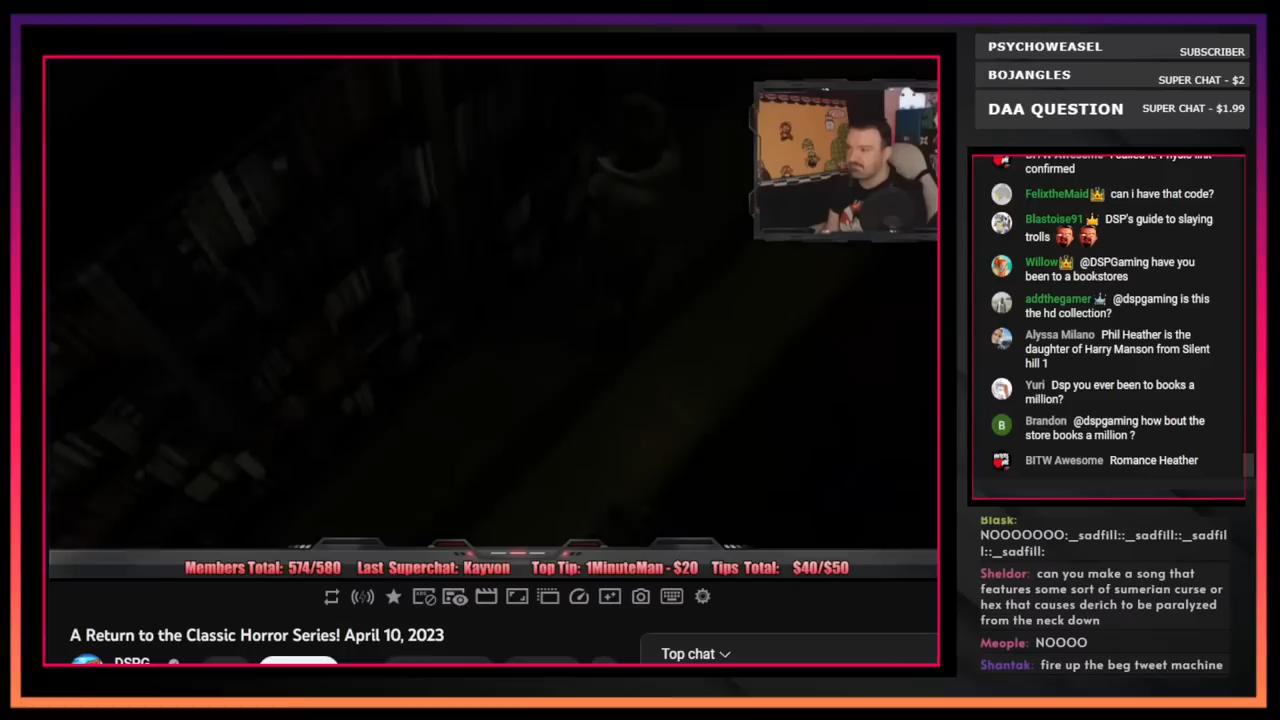 PSYCHOWEASEL
SUBSCRIBER
BOJANGLES
SUPER CHAT - $2
DAA QUESTION
SUPER CHAT - $1.99
confirmed
FelixtheMaid can i have that code?
Blastoise91 DSP's guide to slaying
trolls
Willow @DSPGaming have you
been to a bookstores
addthegamer @dspgaming is this
the hd collection?
Alyssa Milano Phil Heather is the
daughter of Harry Manson from Silent
hill 1
Yuri Dsp you ever been to books a
million?
B
Brandon @dspgaming how bout the
store books a million ?
BITW Awesome Romance Heather
Blask:
NOOOOOOO:_sadfill::_sadfill::_sadfil
l::_sadfill:
Sheldor: can you make a song that
features some sort of sumerian curse or
hex that causes derich to be paralyzed
from the neck down
Meople: NOOOO
Shantak: fire up the beg tweet machine
Members Total: 574/580 Last Superchat: Kayvon Top Tip: 1MinuteMan - $20 Tips Total: $40/$50
A Return to the Classic Horror Series! April 10, 2023
DSPG
Top chat